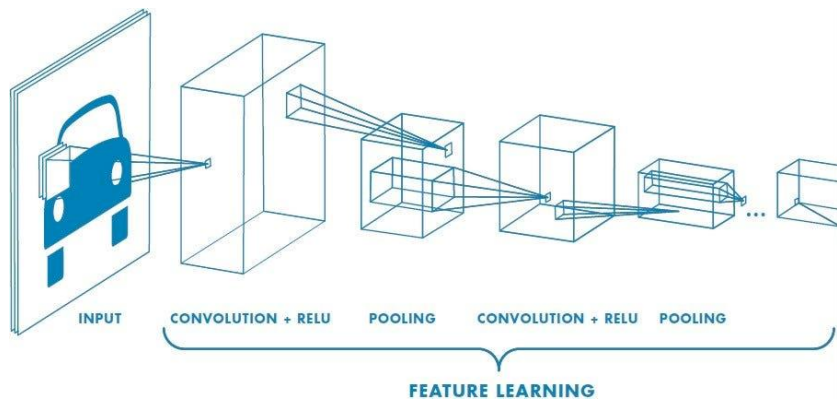 INPUT
CONVOLUTION + RELU
POOLING
CONVOLUTION + RELU
POOLING
...
FEATURE LEARNING